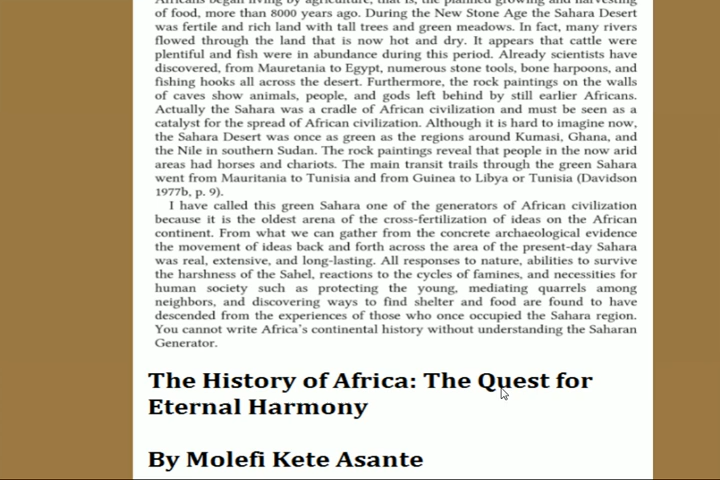 Africans began living by agriculture, that is, the planned growing and harvesting
of food, more than 8000 years ago. During the New Stone Age the Sahara Desert
was fertile and rich land with tall trees and green meadows. In fact, many rivers
flowed through the land that is now hot and dry. It appears that cattle were
plentiful and fish were in abundance during this period. Already scientists have
discovered, from Mauretania to Egypt, numerous stone tools, bone harpoons, and
fishing hooks all across the desert. Furthermore, the rock paintings on the walls
of caves show animals, people, and gods left behind by still earlier Africans.
Actually the Sahara was a cradle of African civilization and must be seen as a
catalyst for the spread of African civilization. Although it is hard to imagine now,
the Sahara Desert was once as green as the regions around Kumasi, Ghana, and
the Nile in southern Sudan. The rock paintings reveal that people in the now arid
areas had horses and chariots. The main transit trails through the green Sahara
went from Mauritania to Tunisia and from Guinea to Libya or Tunisia (Davidson
1977b, p. 9).
I have called this green Sahara one of the generators of African civilization
because it is the oldest arena of the cross-fertilization of ideas on the African
continent. From what we can gather from the concrete archaeological evidence
the movement of ideas back and forth across the area of the present-day Sahara
was real, extensive, and long-lasting. All responses to nature, abilities to survive
the harshness of the Sahel, reactions to the cycles of famines, and necessities for
human society such as protecting the young, mediating quarrels among
neighbors, and discovering ways to find shelter and food are found to have
descended from the experiences of those who once occupied the Sahara region.
You cannot write Africa's continental history without understanding the Saharan
Generator.
The History of Africa: The Quest for
Eternal Harmony
By Molefi Kete Asante